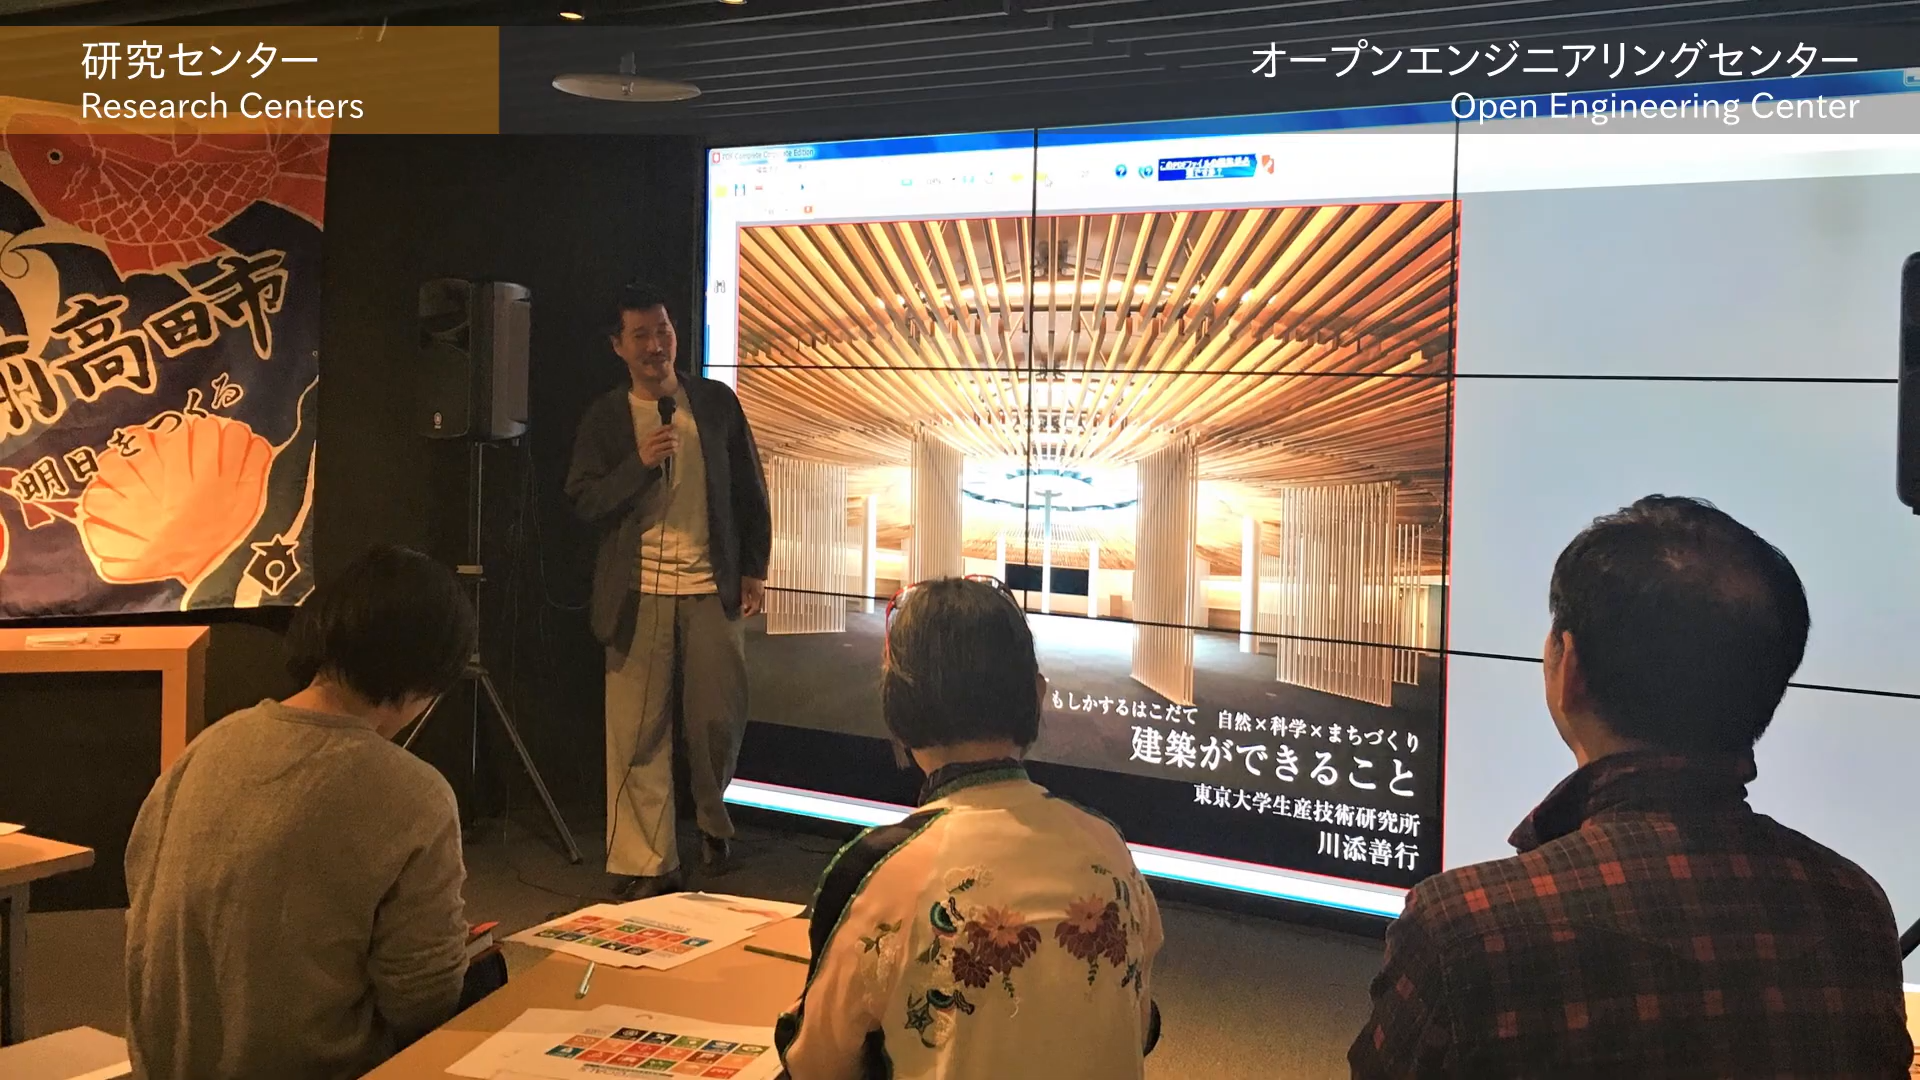 研究センター
Research Centers
オープンエンジニアリングセンター
Open Engineering Center
PDF Complete
高田市
明日をつくる
もしかするはこだて 自然×科学×まちづくり
建築ができること
東京大学生産技術研究所
川添善行